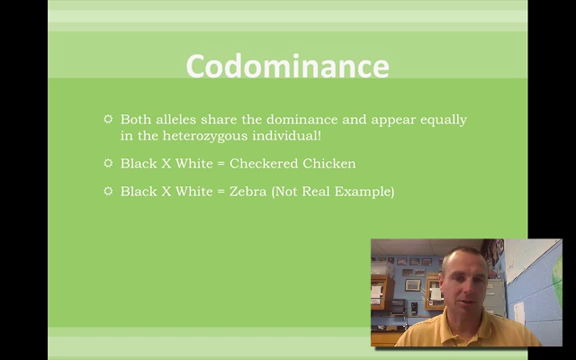 Codominance
Both alleles share the dominance and appear equally
in the heterozygous individual!
Black X White = Checkered Chicken
Black X White = Zebra (Not Real Example)